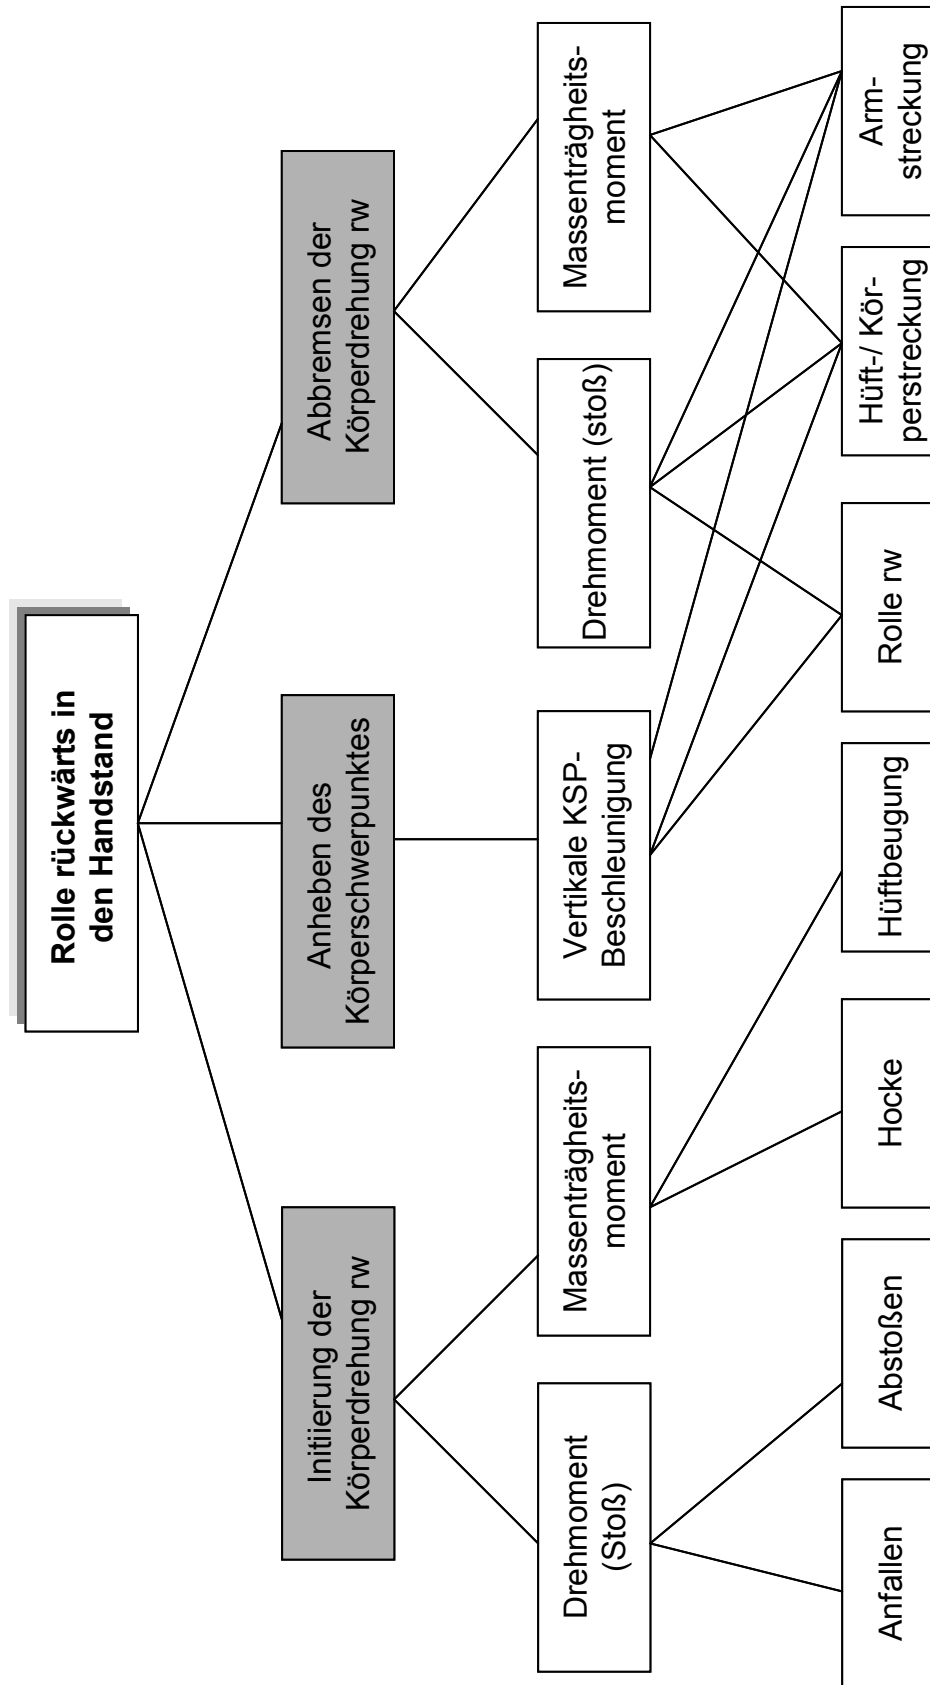 Rolle rückwärts in
den Handstand
Initiierung der
Körperdrehung rw
Anheben des
Körperschwerpunktes
Abbremsen der
Körperdrehung rw
Drehmoment
(Stoß)
Massenträgheits-
moment
Vertikale KSP-
Beschleunigung
Drehmoment (stoß)
Massenträgheits-
moment
Anfallen
Abstoßen
Hocke
Hüftbeugung
Rolle rw
Hüft-/ Kör-
perstreckung
Arm-
streckung